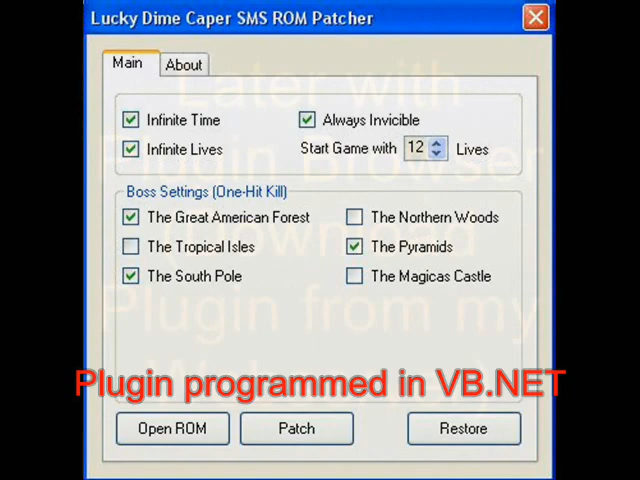 Lucky Dime Caper SMS ROM Patcher
Main About
Later with
Infinite Time Always Invicible
Infinite Lives Start Game with 12 Lives
Plugin Browser
Boss Settings (One-Hit Kill)
The Great American Forest The Northern Woods
(Download
The Tropical Isles The Pyramids
The South Pole The Magicas Castle
Plugin from my
Plugin programmed in VB.NET
Open ROM Patch Restore